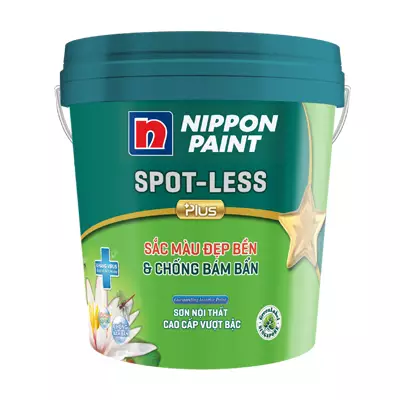 n
NIPPON
PAINT
SPOT-LESS
Plus
SẮC MÀU ĐẸP BỀN
& CHỐNG BÁM BẨN
SƠN NỘI THẤT
CAO CẤP VƯỢT BẬC